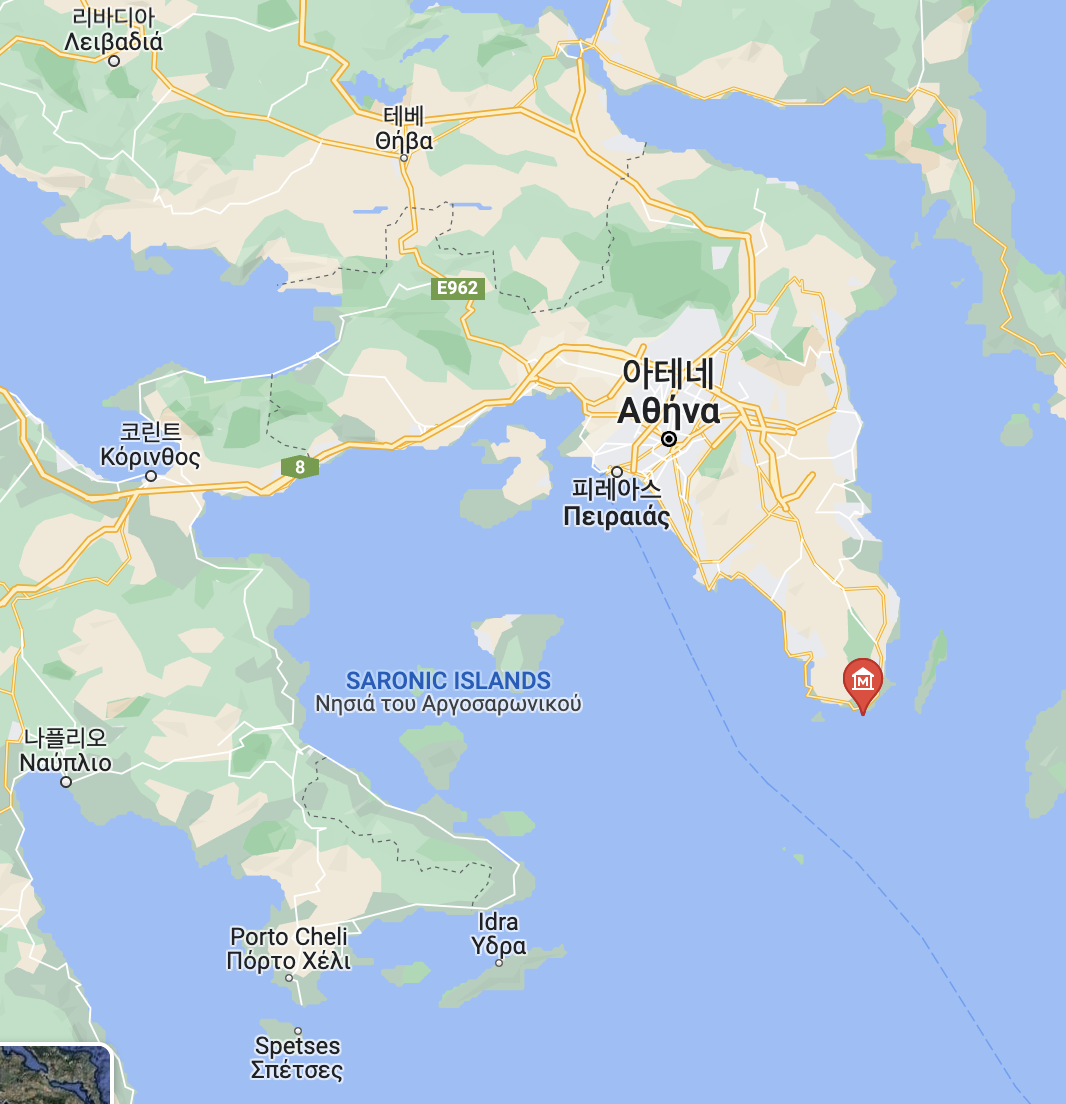 리바디아
Λειβαδιά
테베
Θήβα
E962
아테네
Αθήνα
코린트
Κόρινθος
8
피레아스
Πειραιάς
SARONIC ISLANDS
Νησιά του Αργοσαρωνικού
M
나플리오
Ναύπλιο
Idra
Υδρα
Porto Cheli
Πόρτο Χέλι
Spetses
Σπέτσες